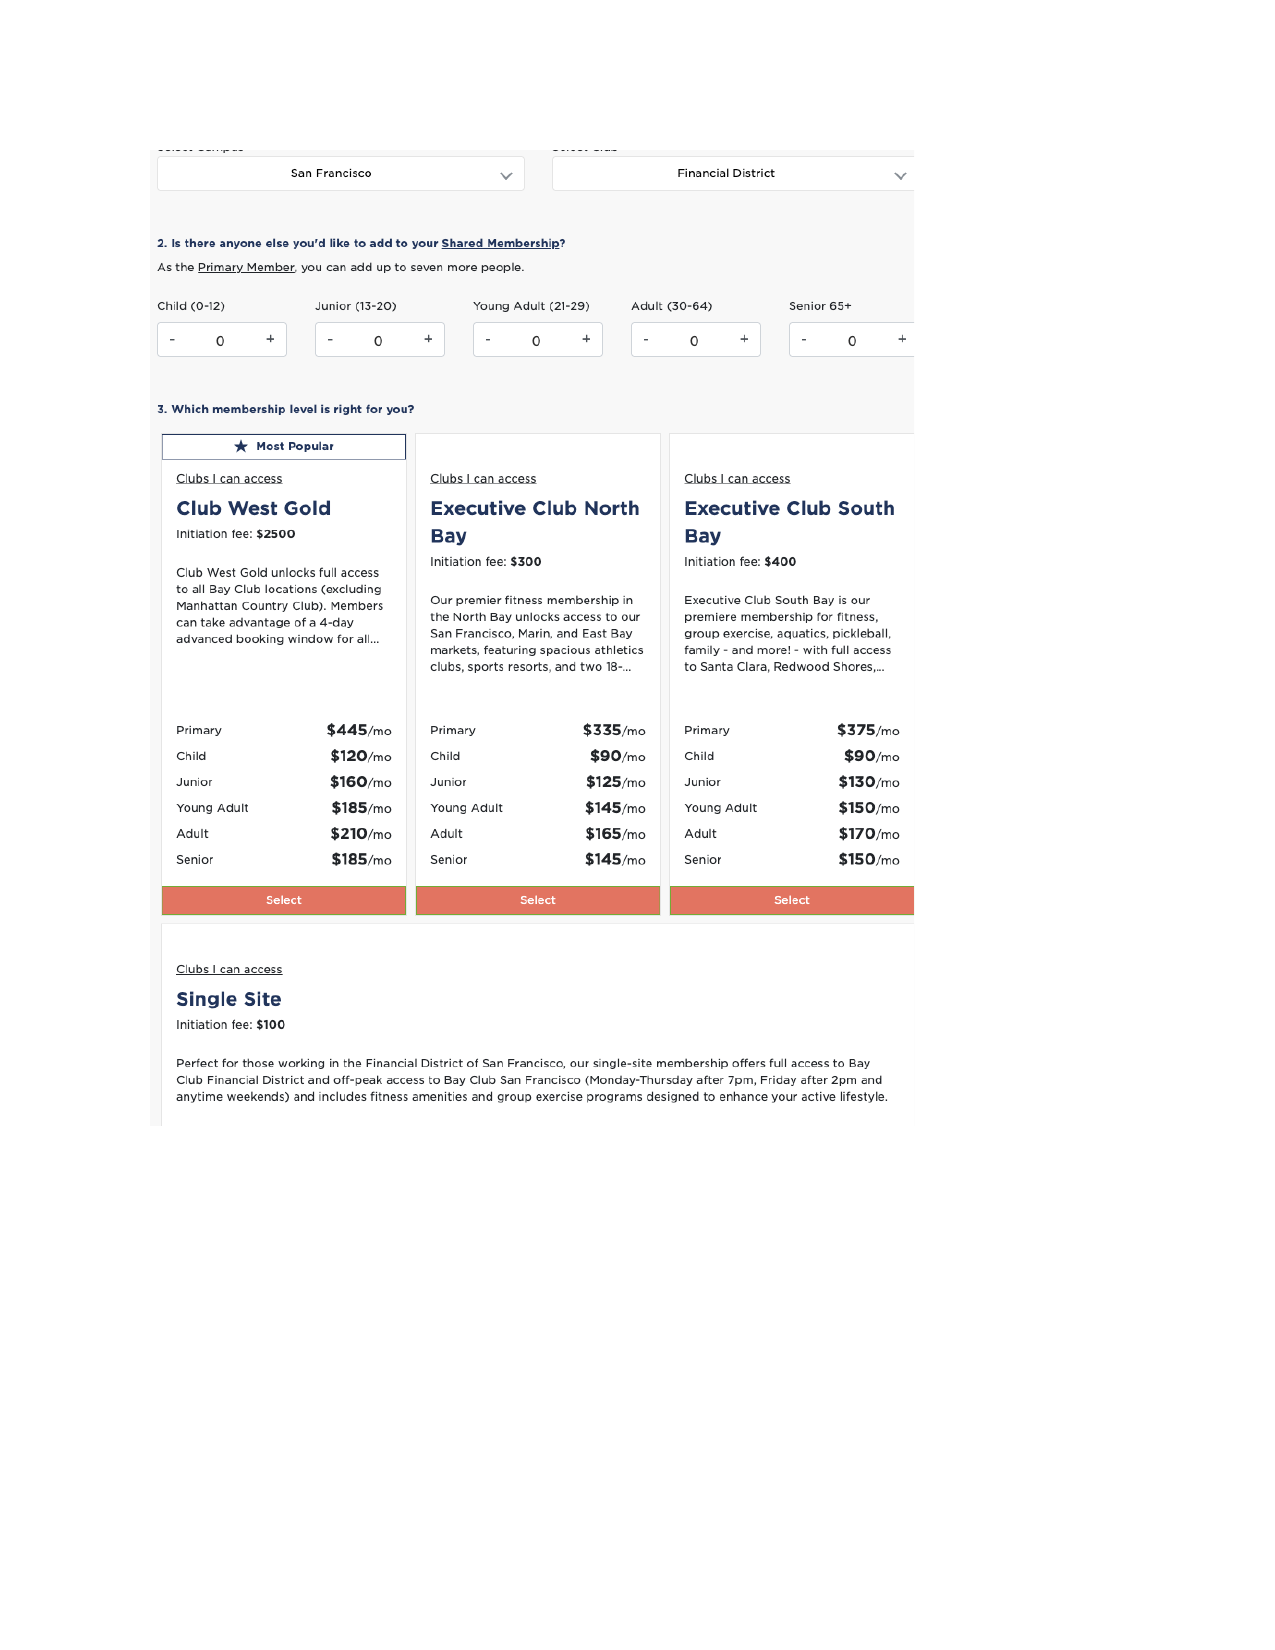 San Francisco
Financial District
2. Is there anyone else you'd like to add to your Shared Membership?
As the Primary Member, you can add up to seven more people.
Child (0-12)
Junior (13-20)
Young Adult (21-29)
Adult (30-64)
Senior 65+
- 0 +
- 0 +
- 0 +
- 0 +
- 0 +
3. Which membership level is right for you?
★ Most Popular
Clubs I can access
Club West Gold
Initiation fee: $2500
Club West Gold unlocks full access
to all Bay Club locations (excluding
Manhattan Country Club). Members
can take advantage of a 4-day
advanced booking window for all...
Primary $445/mo
Child $120/mo
Junior $160/mo
Young Adult $185/mo
Adult $210/mo
Senior $185/mo
Select
Clubs I can access
Executive Club North
Bay
Initiation fee: $300
Our premier fitness membership in
the North Bay unlocks access to our
San Francisco, Marin, and East Bay
markets, featuring spacious athletics
clubs, sports resorts, and two 18-...
Primary $335/mo
Child $90/mo
Junior $125/mo
Young Adult $145/mo
Adult $165/mo
Senior $145/mo
Select
Clubs I can access
Executive Club South
Bay
Initiation fee: $400
Executive Club South Bay is our
premiere membership for fitness,
group exercise, aquatics, pickleball,
family - and more! - with full access
to Santa Clara, Redwood Shores,...
Primary $375/mo
Child $90/mo
Junior $130/mo
Young Adult $150/mo
Adult $170/mo
Senior $150/mo
Select
Clubs I can access
Single Site
Initiation fee: $100
Perfect for those working in the Financial District of San Francisco, our single-site membership offers full access to Bay
Club Financial District and off-peak access to Bay Club San Francisco (Monday-Thursday after 7pm, Friday after 2pm and
anytime weekends) and includes fitness amenities and group exercise programs designed to enhance your active lifestyle.